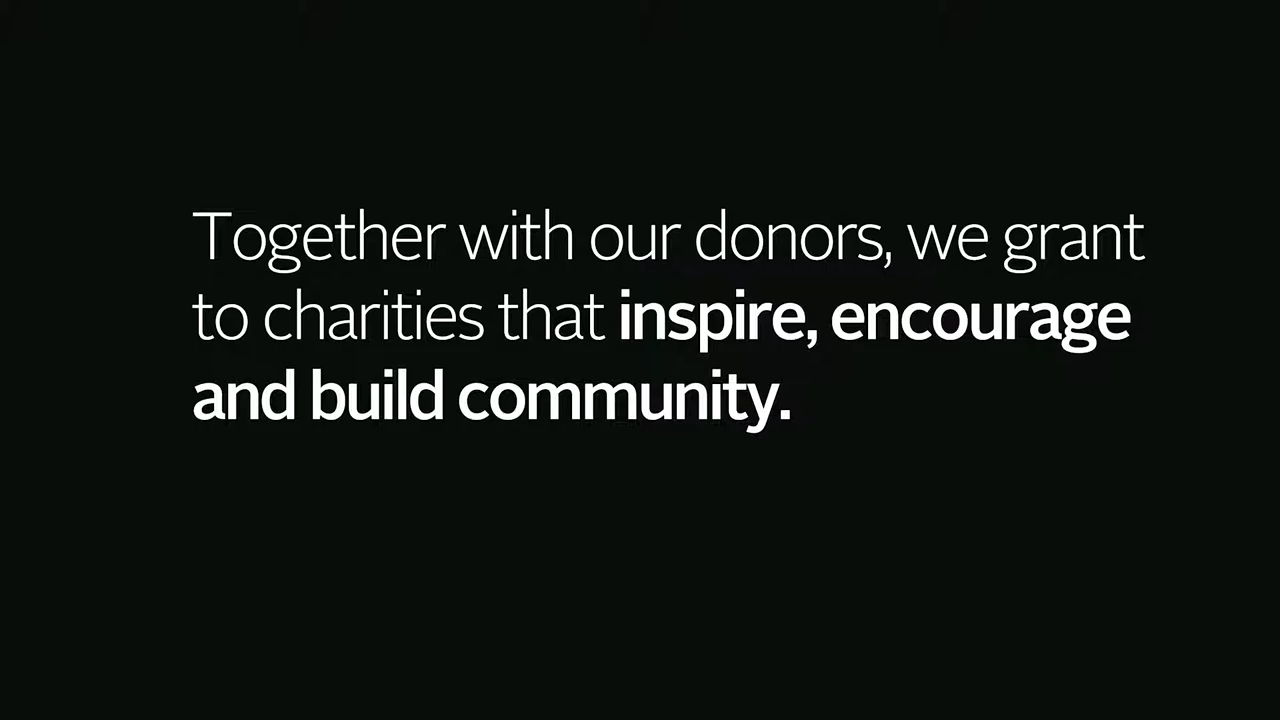 Together with our donors, we grant
to charities that inspire, encourage
and build community.